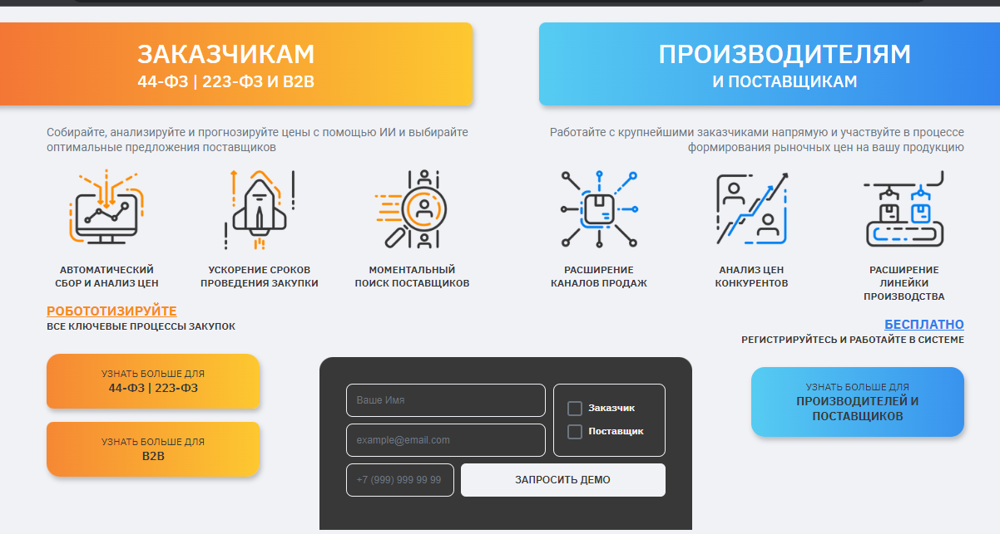 ЗАКАЗЧИКАМ
44-ФЗ | 223-ФЗ И B2B
Собирайте, анализируйте и прогнозируйте цены с помощью ИИ и выбирайте
оптимальные предложения поставщиков
АВТОМАТИЧЕСКИЙ
СБОР И АНАЛИЗ ЦЕН
УСКОРЕНИЕ СРОКОВ
ПРОВЕДЕНИЯ ЗАКУПКИ
МОМЕНТАЛЬНЫЙ
ПОИСК ПОСТАВЩИКОВ
РОБОТОТИЗИРУЙТЕ
ВСЕ КЛЮЧЕВЫЕ ПРОЦЕССЫ ЗАКУПОК
УЗНАТЬ БОЛЬШЕ ДЛЯ
44-ФЗ | 223-ФЗ
УЗНАТЬ БОЛЬШЕ ДЛЯ
B2B
ПРОИЗВОДИТЕЛЯМ
И ПОСТАВЩИКАМ
Работайте с крупнейшими заказчиками напрямую и участвуйте в процессе
формирования рыночных цен на вашу продукцию
РАСШИРЕНИЕ
КАНАЛОВ ПРОДАЖ
АНАЛИЗ ЦЕН
КОНКУРЕНТОВ
РАСШИРЕНИЕ
ЛИНЕЙКИ
ПРОИЗВОДСТВА
БЕСПЛАТНО
РЕГИСТРИРУЙТЕСЬ И РАБОТАЙТЕ В СИСТЕМЕ
УЗНАТЬ БОЛЬШЕ ДЛЯ
ПРОИЗВОДИТЕЛЕЙ И
ПОСТАВЩИКОВ
Ваше Имя
example@email.com
+7 (999) 999 99 99
Заказчик
Поставщик
ЗАПРОСИТЬ ДЕМО